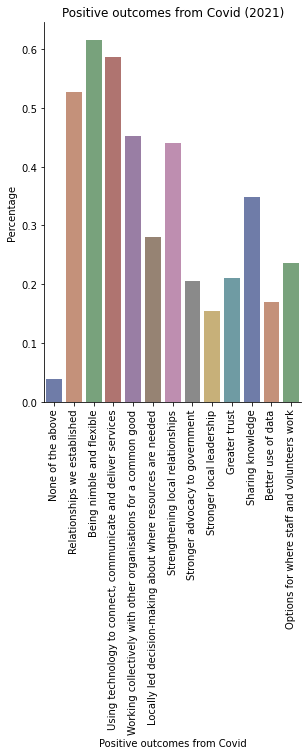 Positive outcomes from Covid (2021)
Percentage
0.6
0.5
0.4
0.3
0.2
0.1
0.0
None of the above
Relationships we established
Being nimble and flexible
Using technology to connect, communicate and deliver services
Working collectively with other organisations for a common good
Locally led decision-making about where resources are needed
Strengthening local relationships
Stronger advocacy to government
Stronger local leadership
Greater trust
Sharing knowledge
Better use of data
Options for where staff and volunteers work
Positive outcomes from Covid